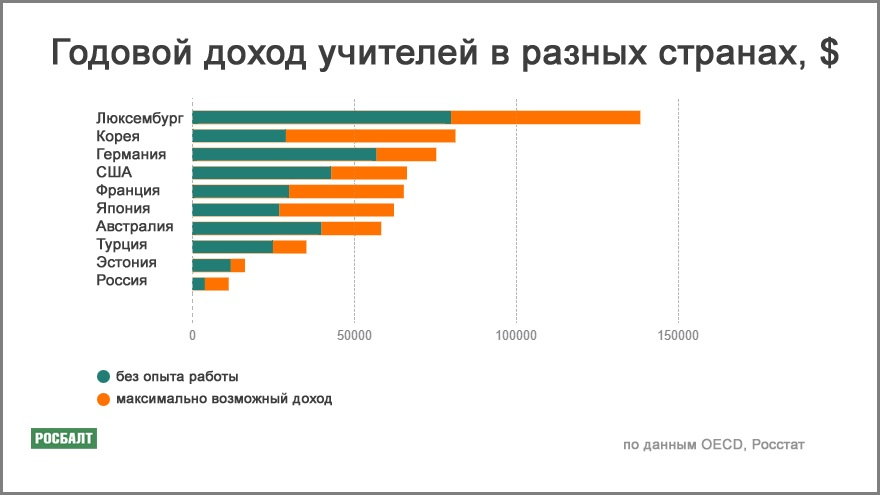 Годовой доход учителей в разных странах, $
Люксембург
Корея
Германия
США
Франция
Япония
Австралия
Турция
Эстония
Россия
0 50000 100000 150000
без опыта работы
максимально возможный доход
РОСБАЛТ
по данным OECD, Росстат